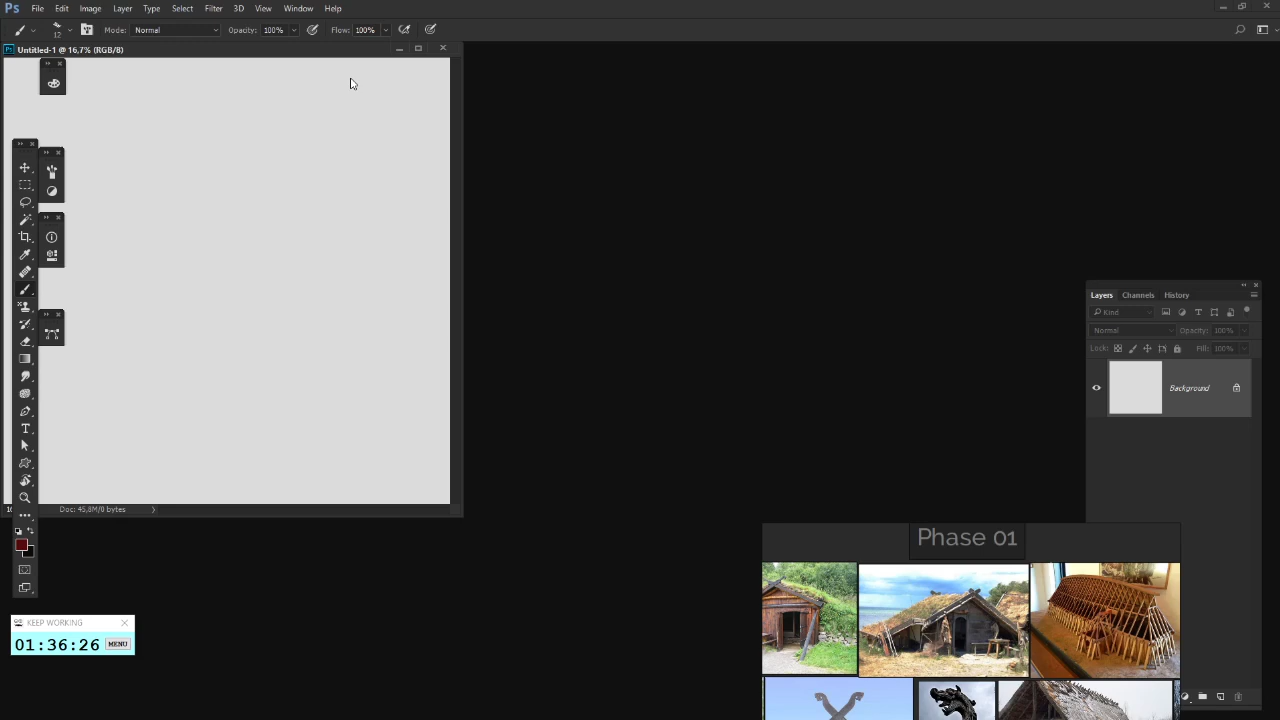 Ps File Edit Image Layer Type Select Filter 3D View Window Help
12 Mode: Normal Opacity: 100% Flow: 100%
Ps Untitled-1 @ 16,7% (RGB/8)
Layers Channels History
Kind
Normal Opacity: 100%
Lock: Fill: 100%
Background
T
Doc: 45,8M/0 bytes
Phase 01
KEEP WORKING
01:36:26 MENU